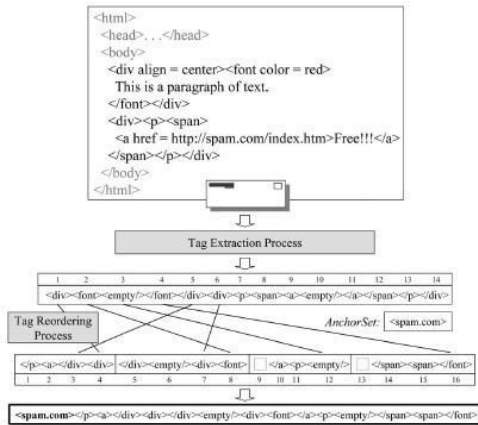 <html>
<head>. . .</head>
<body>
<div align = center><font color = red>
This is a paragraph of text.
</font></div>
<div><p><span>
<a href = http://spam.com/index.htm>Free!!!</a>
</span></p></div>
</body>
</html>
Tag Extraction Process
1 2 3 4 5 6 7 8 9 10 11 12 13 14
<div><font><empty/></font></div><div><p><span><a><empty/></a></span></p></div>
Tag Reordering
Process
AnchorSet: <spam.com>
</p><a></div><div> </div><empty/><div><font> </a><p><empty/> </span><span></font>
1 2 3 4 5 6 7 8 9 10 11 12 13 14 15 16
<spam.com></p><a></div><div></div><empty/><div><font></a><p><empty/></span><span></font>